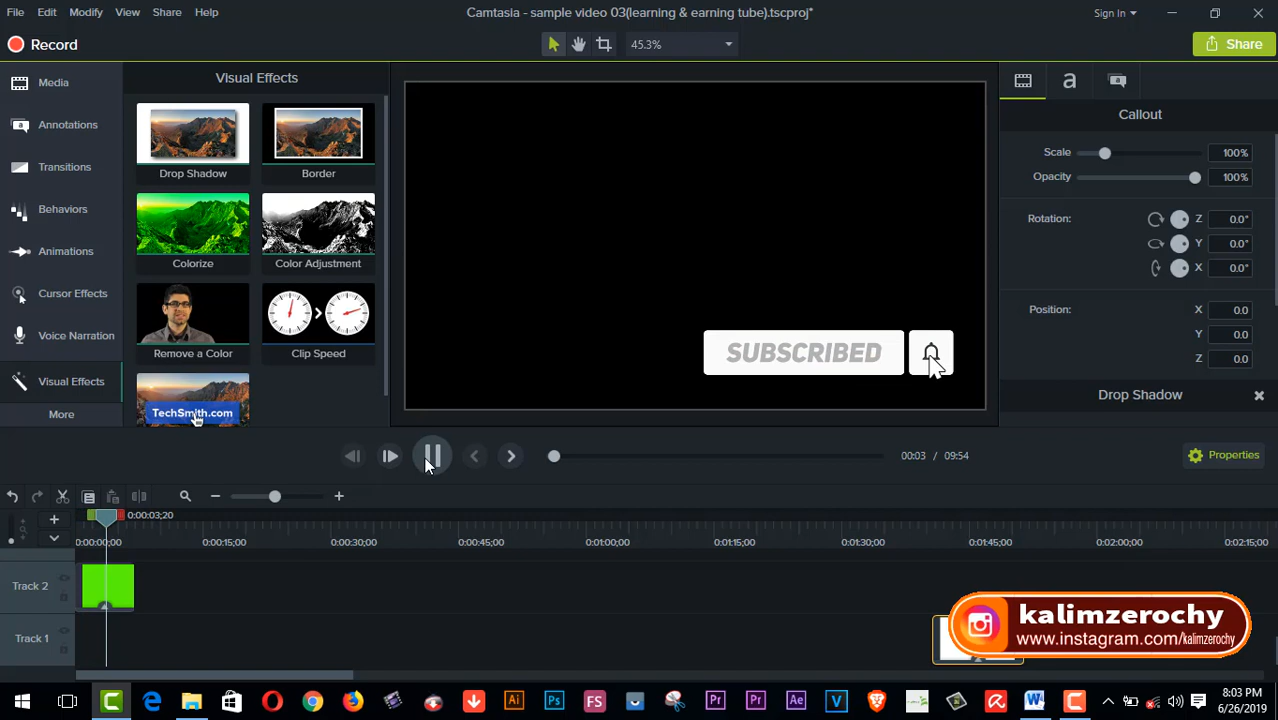 File Edit Modify View Share Help
Camtasia - sample video 03(learning & earning tube).tscproj*
Sign In
Record
45.3%
Share
Media
Annotations
Transitions
Behaviors
Animations
Cursor Effects
Voice Narration
Visual Effects
More
Visual Effects
Drop Shadow
Border
Colorize
Color Adjustment
Remove a Color
Clip Speed
TechSmith.com
SUBSCRIBED
a
Callout
Scale 100%
Opacity 100%
Rotation: Z 0.0°
Y 0.0°
X 0.0°
Position: X 0.0
Y 0.0
Z 0.0
Drop Shadow
00:03 / 09:54
Properties
0:00:03;20
0:00:00;00 0:00:15;00 0:00:30;00 0:00:45;00 0:01:00;00 0:01:15;00 0:01:30;00 0:01:45;00 0:02:00;00 0:02:15;00
Track 2
Track 1
kalimzerochy
www.instagram.com/kalimzerochy
Ai Ps FS Pr Pr Ae V W
8:03 PM
6/26/2019